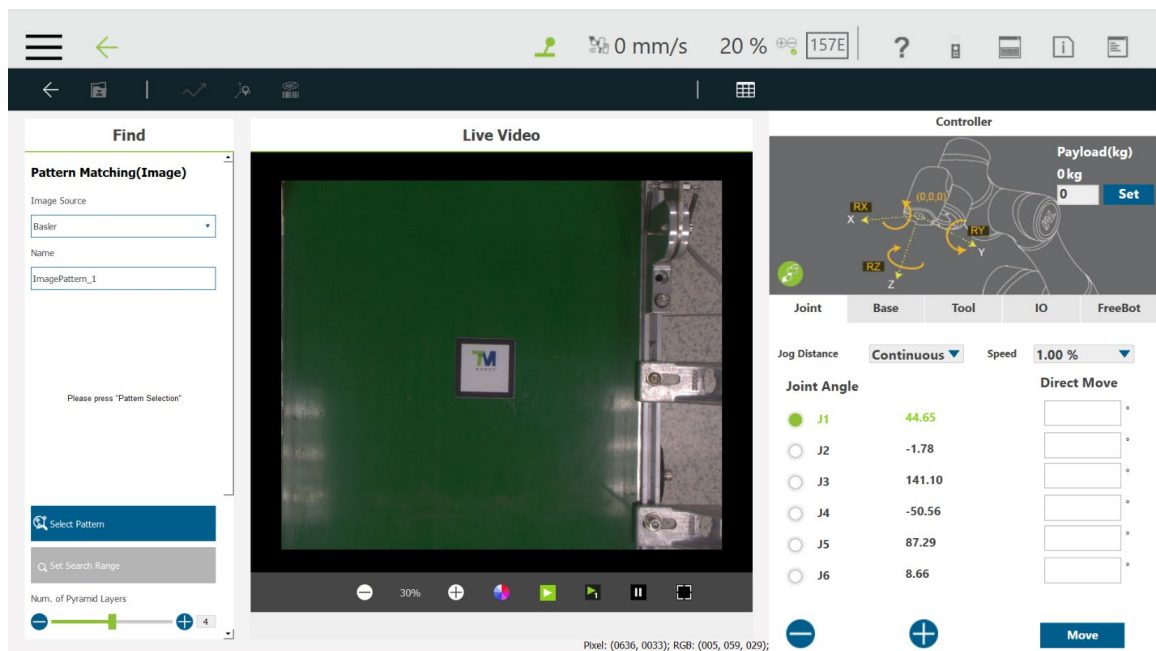 0 mm/s 20 % 157E ?
Find
Pattern Matching(Image)
Image Source
Basler
Name
ImagePattern_1
Please press "Pattern Selection"
Select Pattern
Set Search Range
Num. of Pyramid Layers
4
Live Video
TM
ROBOT
30%
1
Pixel: (0636, 0033); RGB: (005, 059, 029);
Controller
Payload(kg)
0 kg
0 Set
(0,0,0)
RX
X
RY
Y
RZ
Z
Joint Base Tool IO FreeBot
Jog Distance Continuous Speed 1.00 %
Joint Angle Direct Move
J1 44.65 °
J2 -1.78 °
J3 141.10 °
J4 -50.56 °
J5 87.29 °
J6 8.66 °
Move